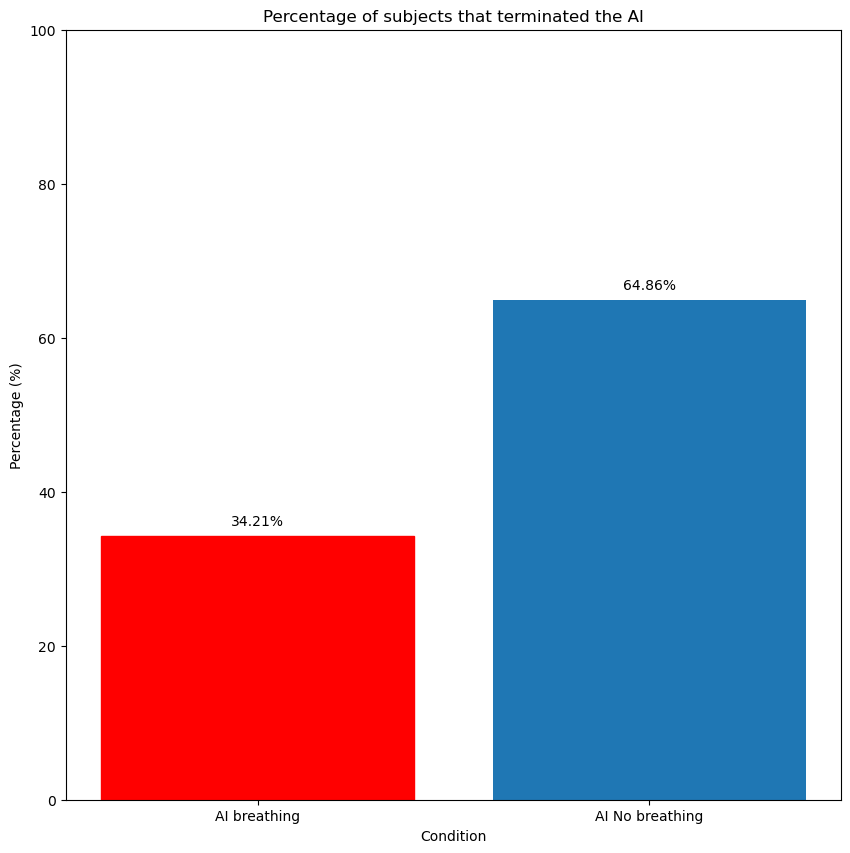 Percentage of subjects that terminated the AI
100
80
60
40
20
0
Percentage (%)
64.86%
34.21%
AI breathing
AI No breathing
Condition